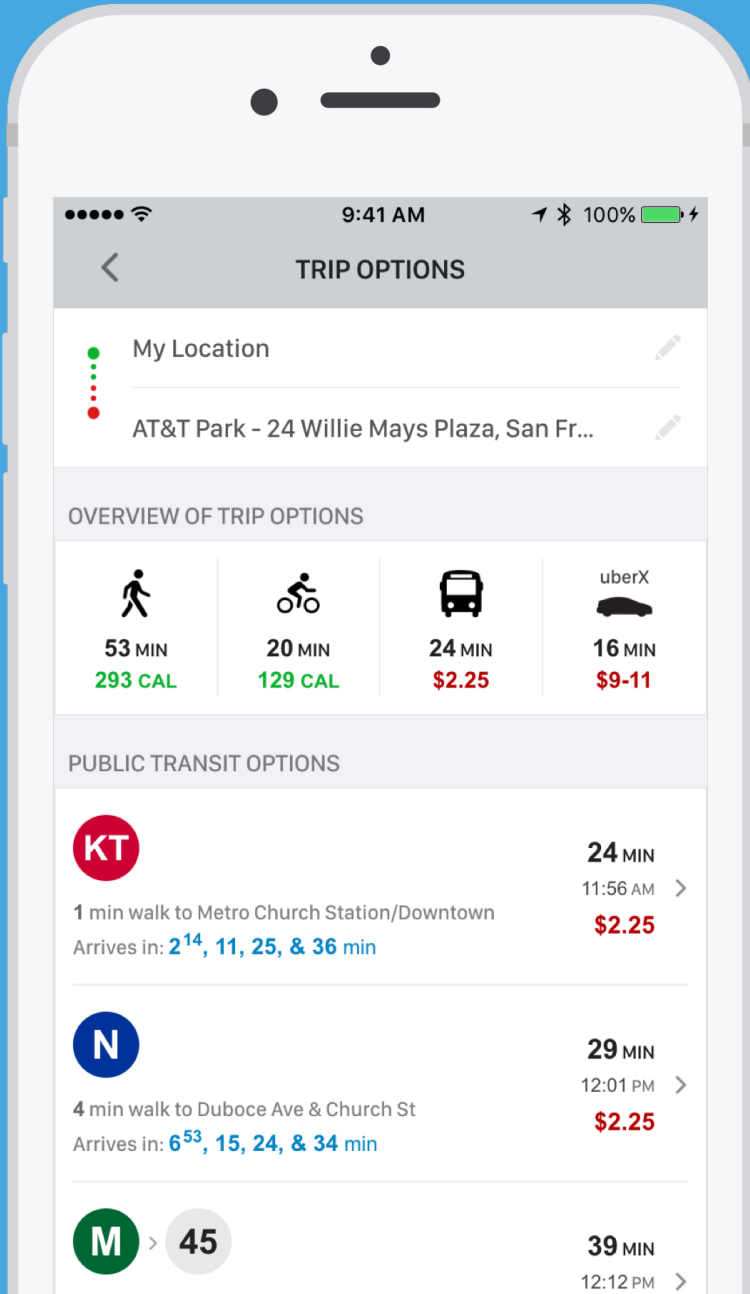 9:41 AM 100%
TRIP OPTIONS
My Location
AT&T Park - 24 Willie Mays Plaza, San Fr...
OVERVIEW OF TRIP OPTIONS
uberX
53 MIN 20 MIN 24 MIN 16 MIN
293 CAL 129 CAL $2.25 $9-11
PUBLIC TRANSIT OPTIONS
KT
24 MIN
11:56 AM
1 min walk to Metro Church Station/Downtown
$2.25
Arrives in: 2¹⁴, 11, 25, & 36 min
N
29 MIN
12:01 PM
4 min walk to Duboce Ave & Church St
$2.25
Arrives in: 6⁵³, 15, 24, & 34 min
M > 45
39 MIN
12:12 PM